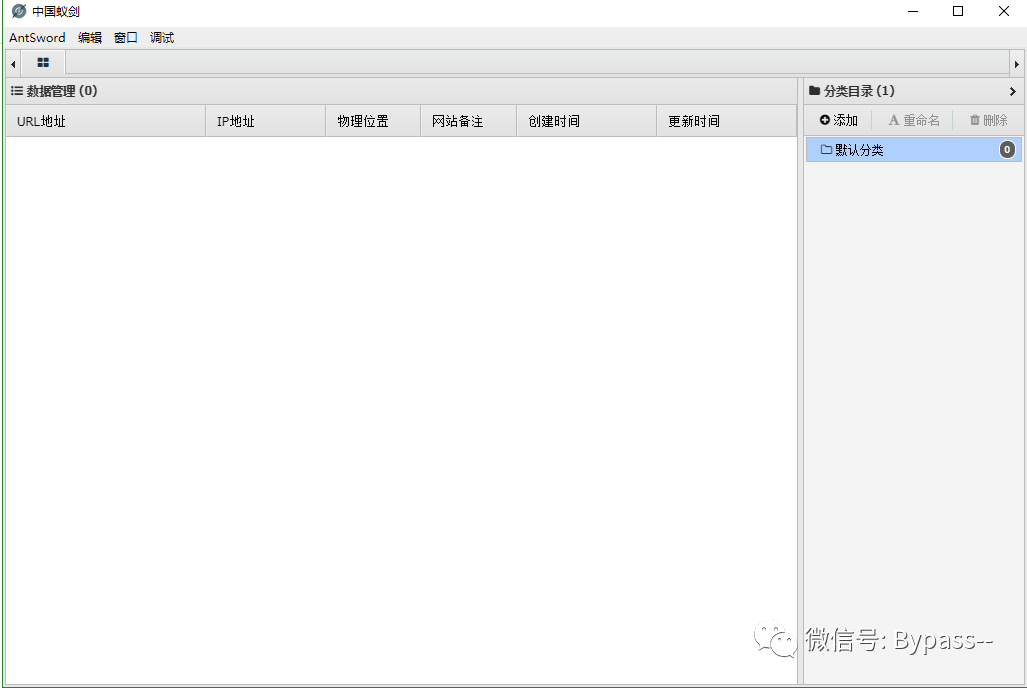 中国蚁剑
AntSword 编辑 窗口 调试
数据管理 (0)
分类目录 (1)
URL地址 IP地址 物理位置 网站备注 创建时间 更新时间
添加 A 重命名 删除
默认分类 0
微信号: Bypass--